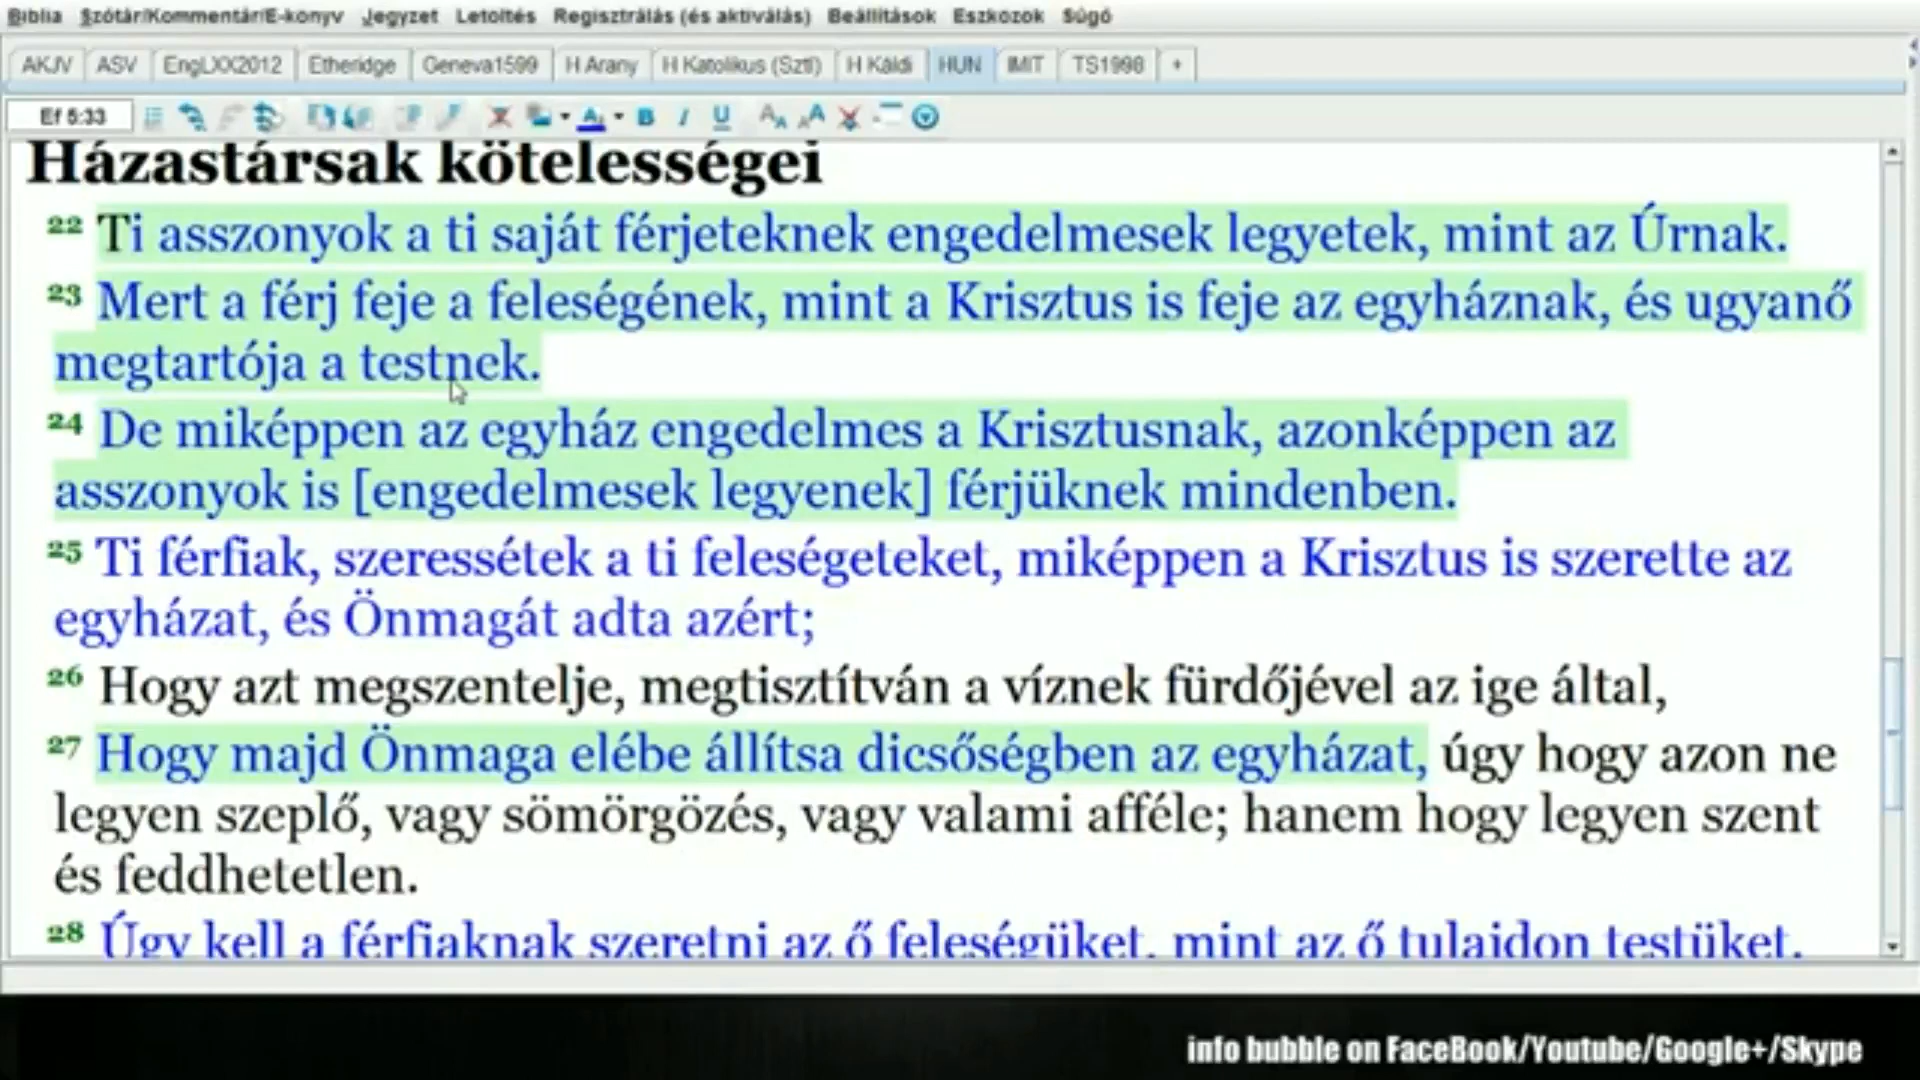 Biblia Szótár/Kommentár/E-könyv Jegyzet Letoltés Regisztrálás (és aktiválás) Beállítások Eszkozok Súgó
AKJV ASV EngLXX2012 Etheridge Geneva1599 H Arany H Katolikus (SztI) H Káldi HUN IMIT TS1998 +
Ef 5:33
Házastársak kötelességei
22 Ti asszonyok a ti saját férjeteknek engedelmesek legyetek, mint az Úrnak.
23 Mert a férj feje a feleségének, mint a Krisztus is feje az egyháznak, és ugyanő
megtartója a testnek.
24 De miképpen az egyház engedelmes a Krisztusnak, azonképpen az
asszonyok is [engedelmesek legyenek] férjüknek mindenben.
25 Ti férfiak, szeressétek a ti feleségeteket, miképpen a Krisztus is szerette az
egyházat, és Önmagát adta azért;
26 Hogy azt megszentelje, megtisztítván a víznek fürdőjével az ige által,
27 Hogy majd Önmaga elébe állítsa dicsőségben az egyházat, úgy hogy azon ne
legyen szeplő, vagy sömörgözés, vagy valami afféle; hanem hogy legyen szent
és feddhetetlen.
28 Úgy kell a férfiaknak szeretni az ő feleségüket, mint az ő tulajdon testüket.
info bubble on FaceBook/Youtube/Google+/Skype